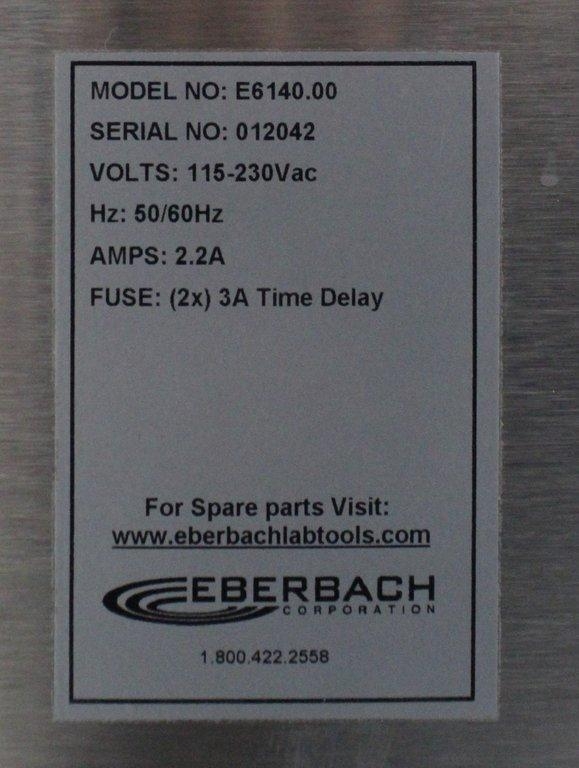 MODEL NO: E6140.00
SERIAL NO: 012042
VOLTS: 115-230Vac
Hz: 50/60Hz
AMPS: 2.2A
FUSE: (2x) 3A Time Delay
For Spare parts Visit:
www.eberbachlabtools.com
EBERBACH
CORPORATION
1.800.422.2558